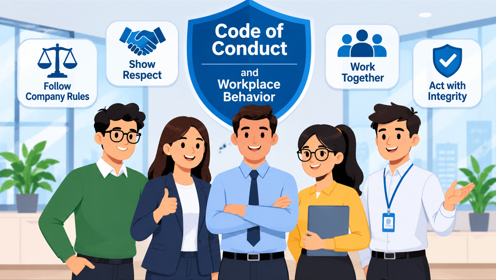 Code of
Conduct
and
Workplace
Behavior
Follow
Company Rules
Show
Respect
Work
Together
Act with
Integrity